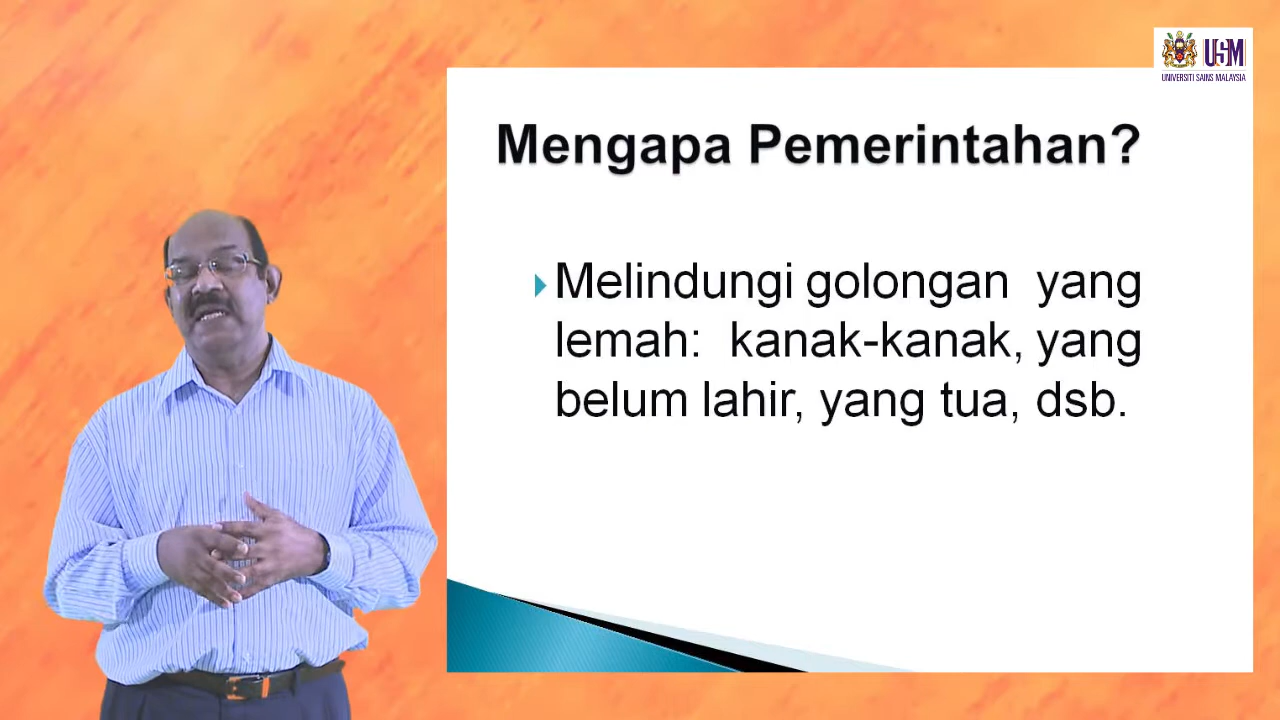 USM
UNIVERSITI SAINS MALAYSIA
Mengapa Pemerintahan?
Melindungi golongan yang
lemah: kanak-kanak, yang
belum lahir, yang tua, dsb.